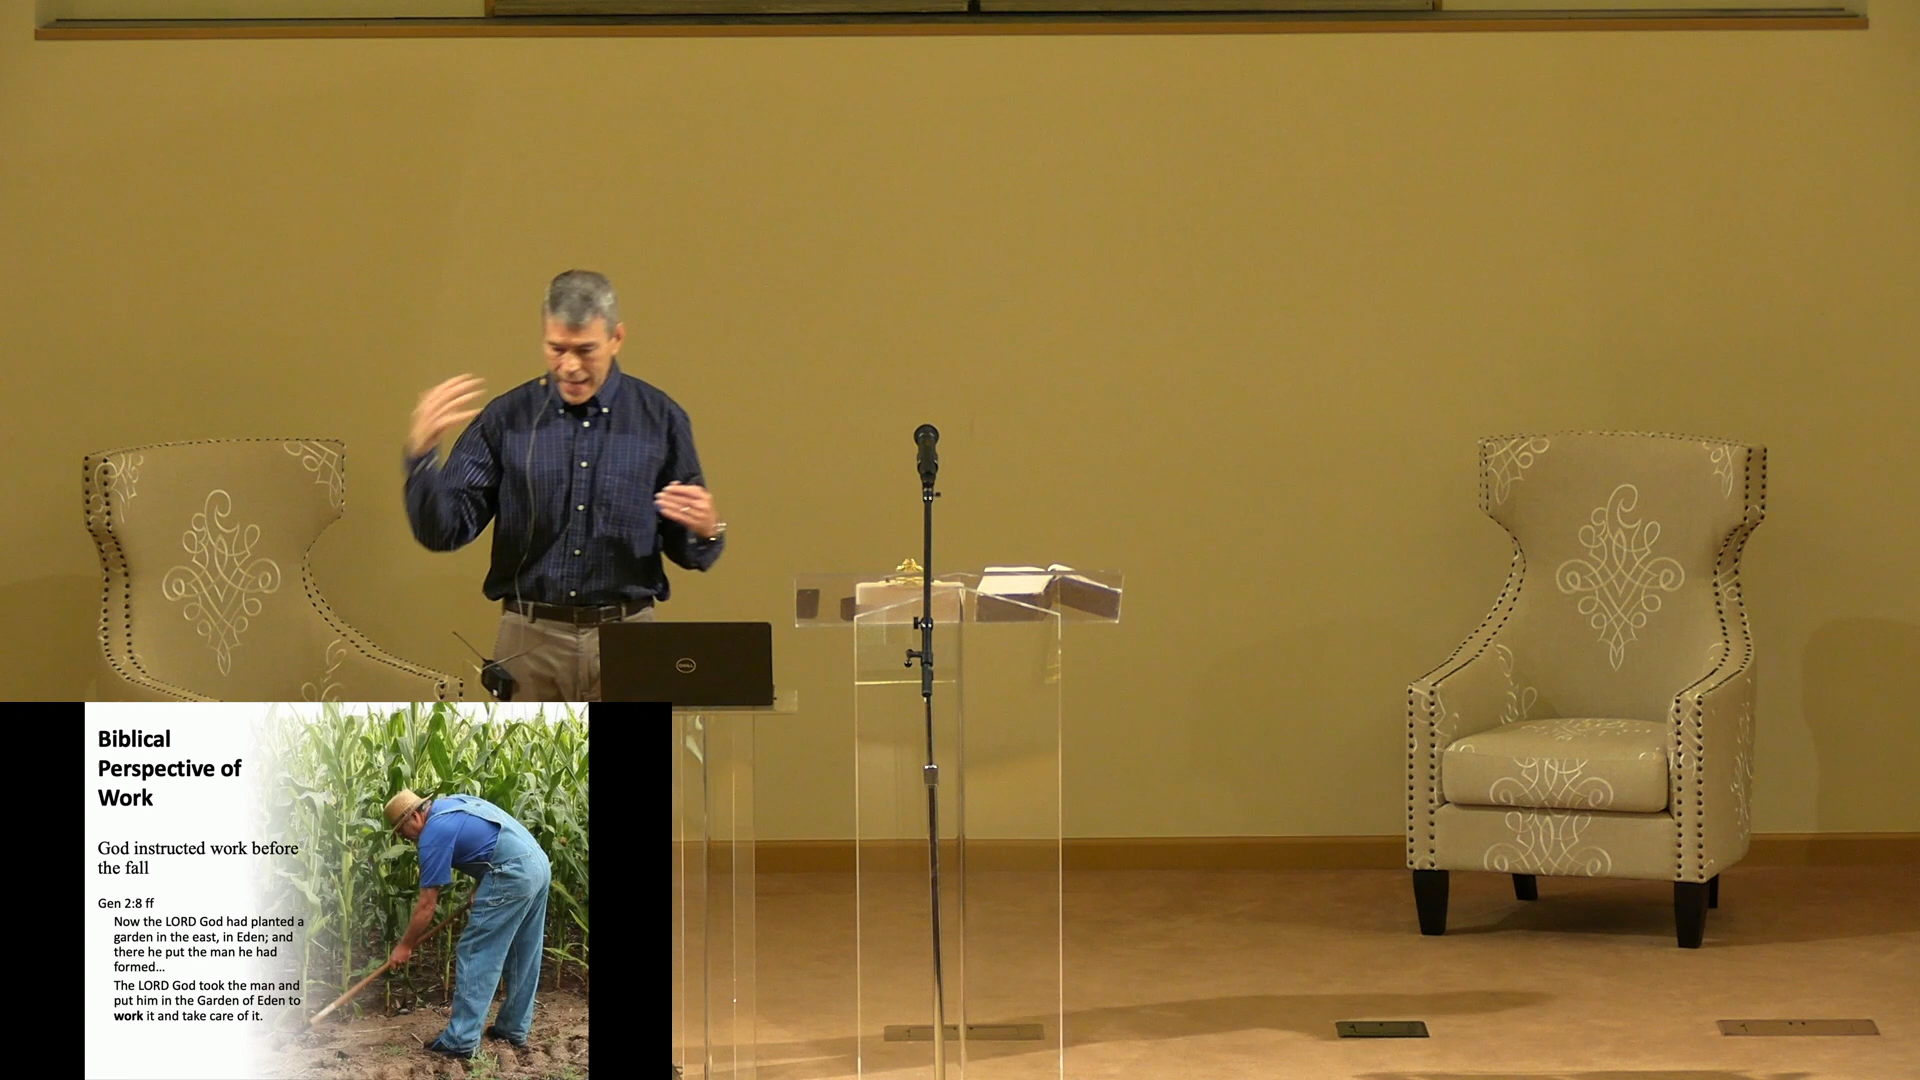 DELL
Biblical
Perspective of
Work
God instructed work before
the fall
Gen 2:8 ff
Now the LORD God had planted a
garden in the east, in Eden; and
there he put the man he had
formed...
The LORD God took the man and
put him in the Garden of Eden to
work it and take care of it.